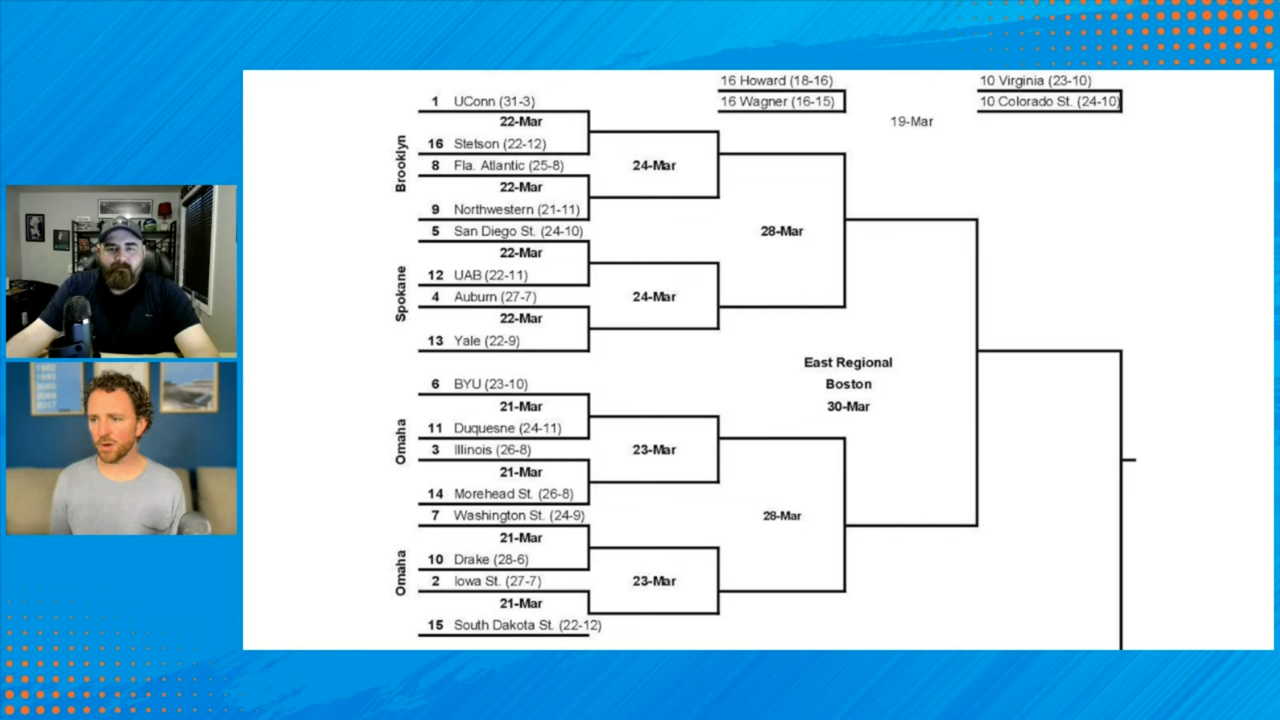 16 Howard (18-16)
10 Virginia (23-10)
1 UConn (31-3)
16 Wagner (16-15)
10 Colorado St. (24-10)
22-Mar
19-Mar
16 Stetson (22-12)
Brooklyn
8 Fla. Atlantic (25-8)
24-Mar
22-Mar
9 Northwestern (21-11)
5 San Diego St. (24-10)
28-Mar
22-Mar
12 UAB (22-11)
Spokane
4 Auburn (27-7)
24-Mar
22-Mar
13 Yale (22-9)
East Regional
Boston
30-Mar
6 BYU (23-10)
21-Mar
11 Duquesne (24-11)
Omaha
3 Illinois (26-8)
23-Mar
21-Mar
14 Morehead St. (26-8)
7 Washington St. (24-9)
28-Mar
21-Mar
10 Drake (28-6)
Omaha
2 Iowa St. (27-7)
23-Mar
21-Mar
15 South Dakota St. (22-12)